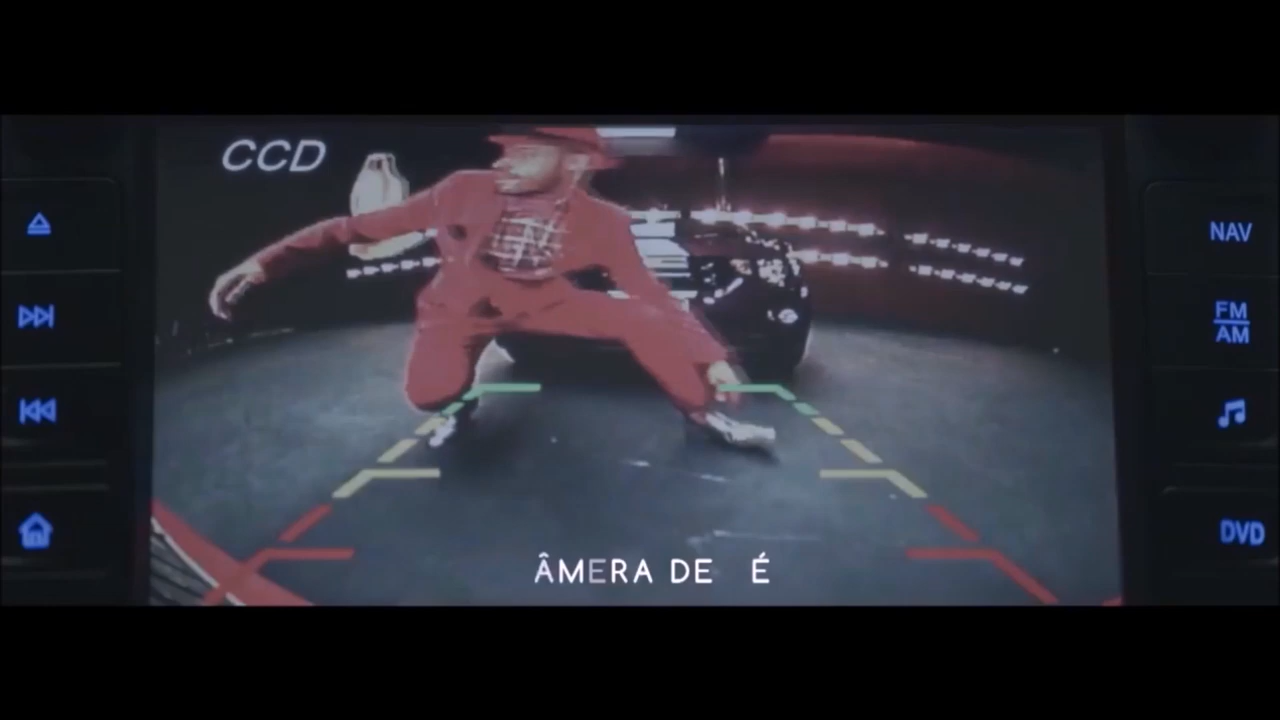 CCD
NAV
FM
AM
DVD
ÂMERA DE É